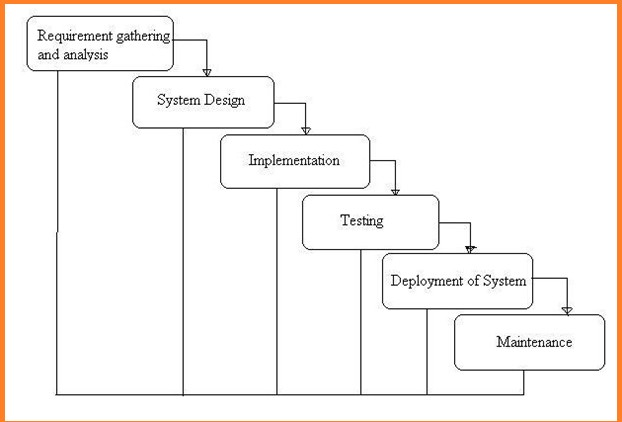 Requirement gathering
and analysis
System Design
Implementation
Testing
Deployment of System
Maintenance